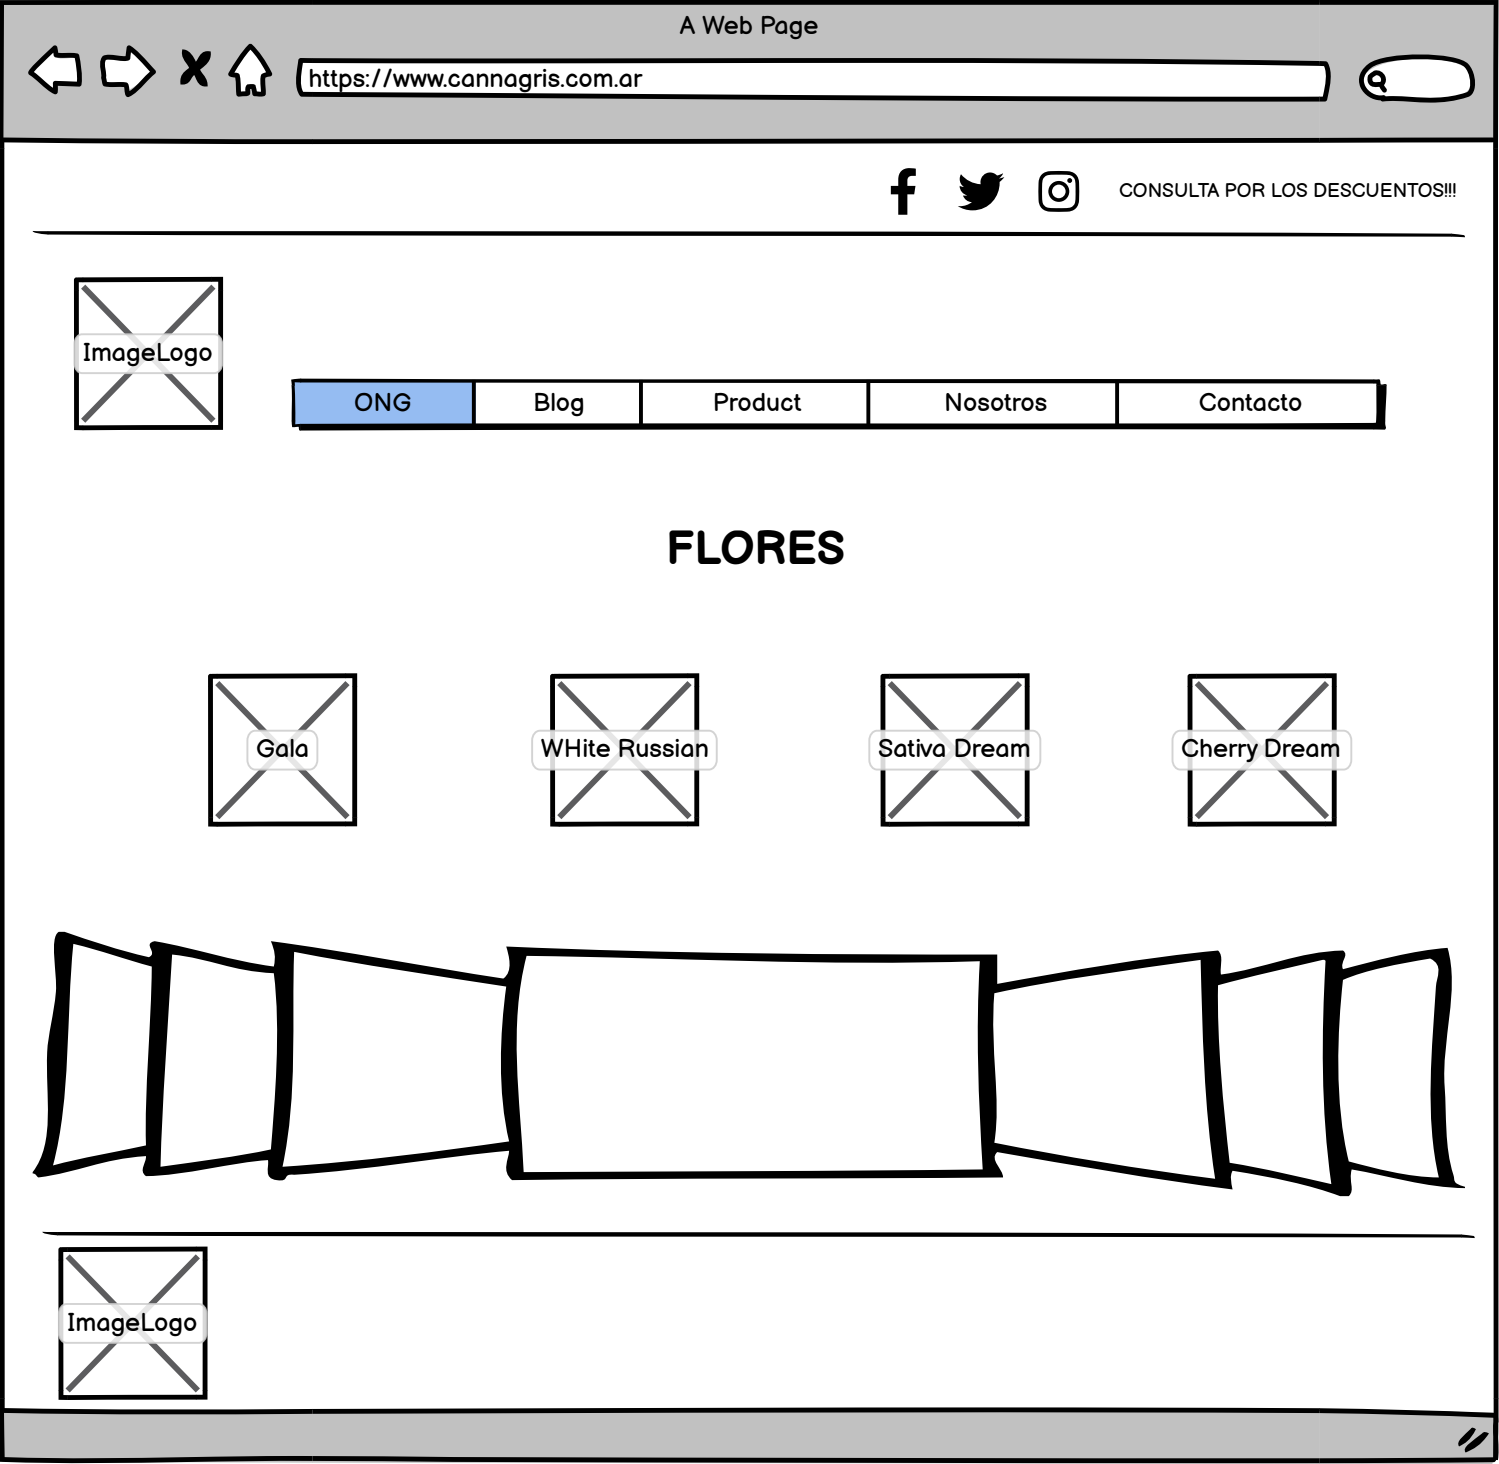 A Web Page
https://www.cannagris.com.ar
CONSULTA POR LOS DESCUENTOS!!!
ImageLogo
ONG Blog Product Nosotros Contacto
FLORES
Gala WHite Russian Sativa Dream Cherry Dream
ImageLogo